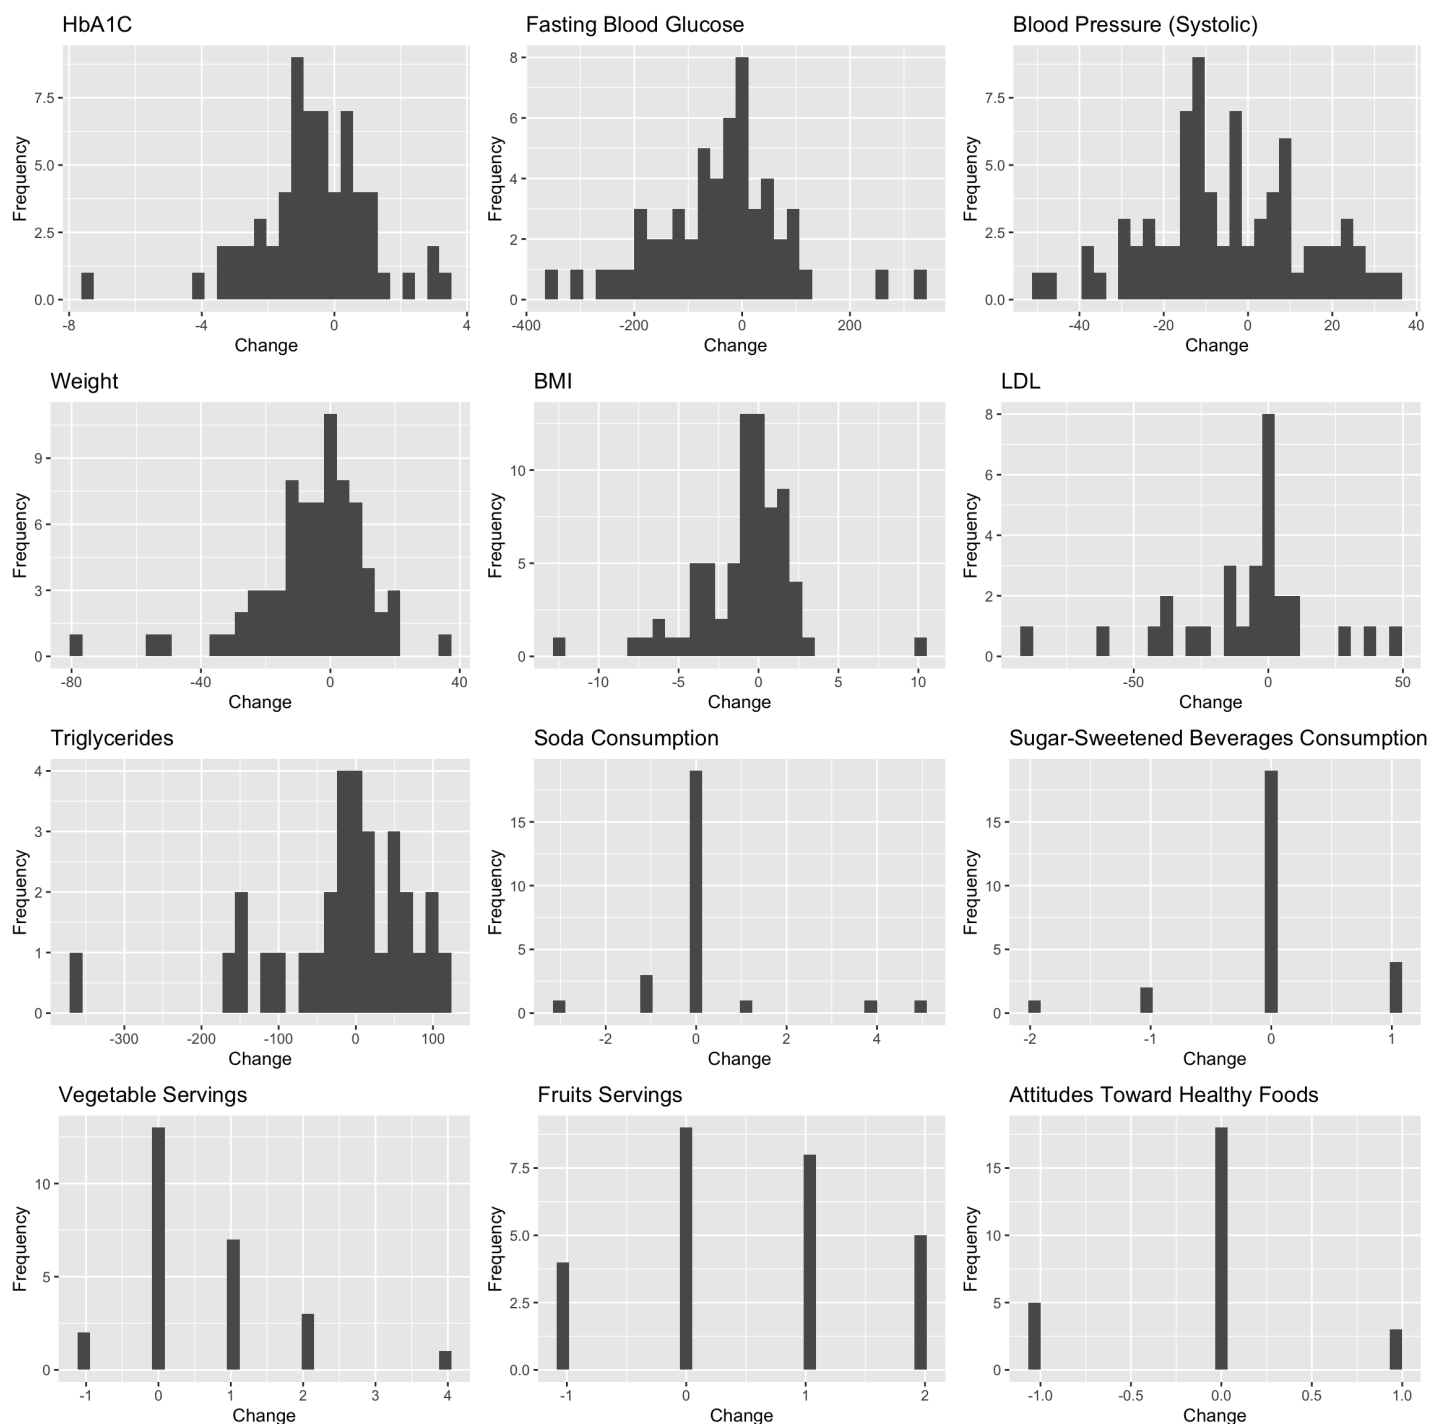 HbA1C
Fasting Blood Glucose
Blood Pressure (Systolic)
Frequency
7.5
5.0
2.5
0.0
-8 -4 0 4
Change
Frequency
8
6
4
2
0
-400 -200 0 200
Change
Frequency
7.5
5.0
2.5
0.0
-40 -20 0 20 40
Change
Weight
BMI
LDL
Frequency
9
6
3
0
-80 -40 0 40
Change
Frequency
10
5
0
-10 -5 0 5 10
Change
Frequency
8
6
4
2
0
-50 0 50
Change
Triglycerides
Soda Consumption
Sugar-Sweetened Beverages Consumption
Frequency
4
3
2
1
0
-300 -200 -100 0 100
Change
Frequency
15
10
5
0
-2 0 2 4
Change
Frequency
15
10
5
0
-2 -1 0 1
Change
Vegetable Servings
Fruits Servings
Attitudes Toward Healthy Foods
Frequency
10
5
0
-1 0 1 2 3 4
Change
Frequency
7.5
5.0
2.5
0.0
-1 0 1 2
Change
Frequency
15
10
5
0
-1.0 -0.5 0.0 0.5 1.0
Change